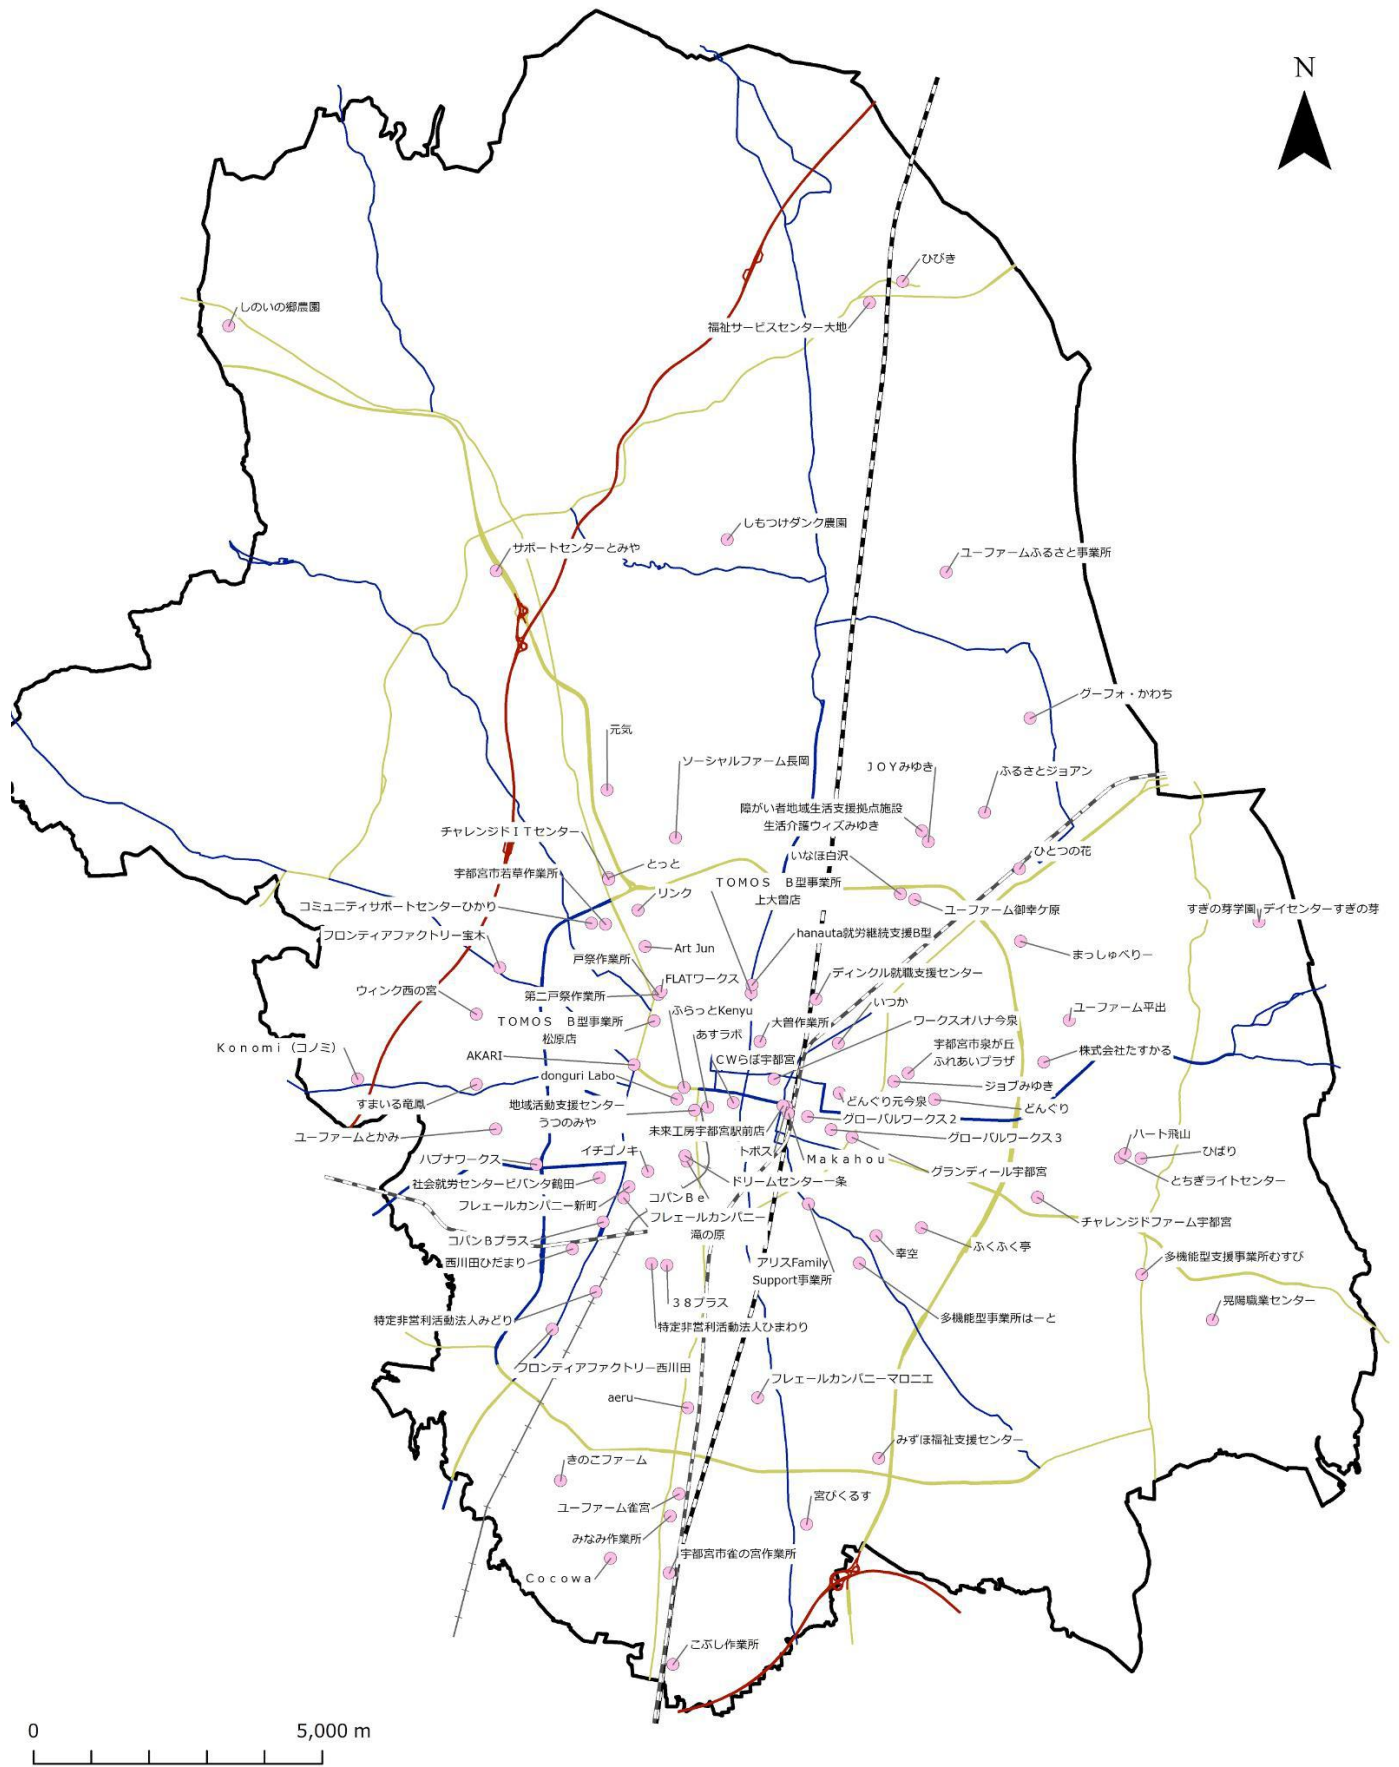 N
ひびき
しのいの郷農園
福祉サービスセンター大地
しもつけダンク農園
サポートセンターとみや
ユーファームふるさと事業所
グーフォ・かわち
元気
ソーシャルファーム長岡
JOYみゆき
ふるさとジョアン
障がい者地域生活支援拠点施設
生活介護ウィズみゆき
チャレンジドITセンター
とっと
いなほ白沢
ひとつの花
宇都宮市若草作業所
リンク
TOMOS B型事業所
上大曽店
コミュニティサポートセンターひかり
ユーファーム御幸ケ原
すぎの芽学園 デイセンターすぎの芽
フロンティアファクトリー宝木
Art Jun
hanauta就労継続支援B型
まっしゅべりー
戸祭作業所
FLATワークス
ディンクル就職支援センター
ウィンク西の宮
第二戸祭作業所
ふらっとKenyu
いつか
ユーファーム平出
TOMOS B型事業所
松原店
あすラボ
大曽作業所
ワークスオハナ今泉
Konomi（コノミ）
AKARI
CWらぼ宇都宮
宇都宮市泉が丘
ふれあいプラザ
株式会社たすかる
donguri Labo
ジョブみゆき
すまいる竜鳳
地域活動支援センター
うつのみや
どんぐり元今泉
どんぐり
グローバルワークス2
ユーファームとかみ
未来工房宇都宮駅前店
グローバルワークス3
ハート飛山
イチゴノキ
トポス
Makahou
ひばり
ハブナワークス
グランディール宇都宮
とちぎライトセンター
社会就労センタービバンタ鶴田
ドリームセンター一条
フレェールカンパニー新町
コパンBe
フレェールカンパニー
滝の原
チャレンジドファーム宇都宮
コパンBプラス
幸空
ふくふく亭
西川田ひだまり
アリスFamily
Support事業所
多機能型支援事業所むすび
38プラス
晃陽職業センター
特定非営利活動法人みどり
特定非営利活動法人ひまわり
多機能型事業所はーと
フロンティアファクトリー西川田
フレェールカンパニーマロニエ
aeru
みずほ福祉支援センター
きのこファーム
ユーファーム雀宮
宮びくるす
みなみ作業所
宇都宮市雀の宮作業所
Cocowa
こぶし作業所
0 5,000 m